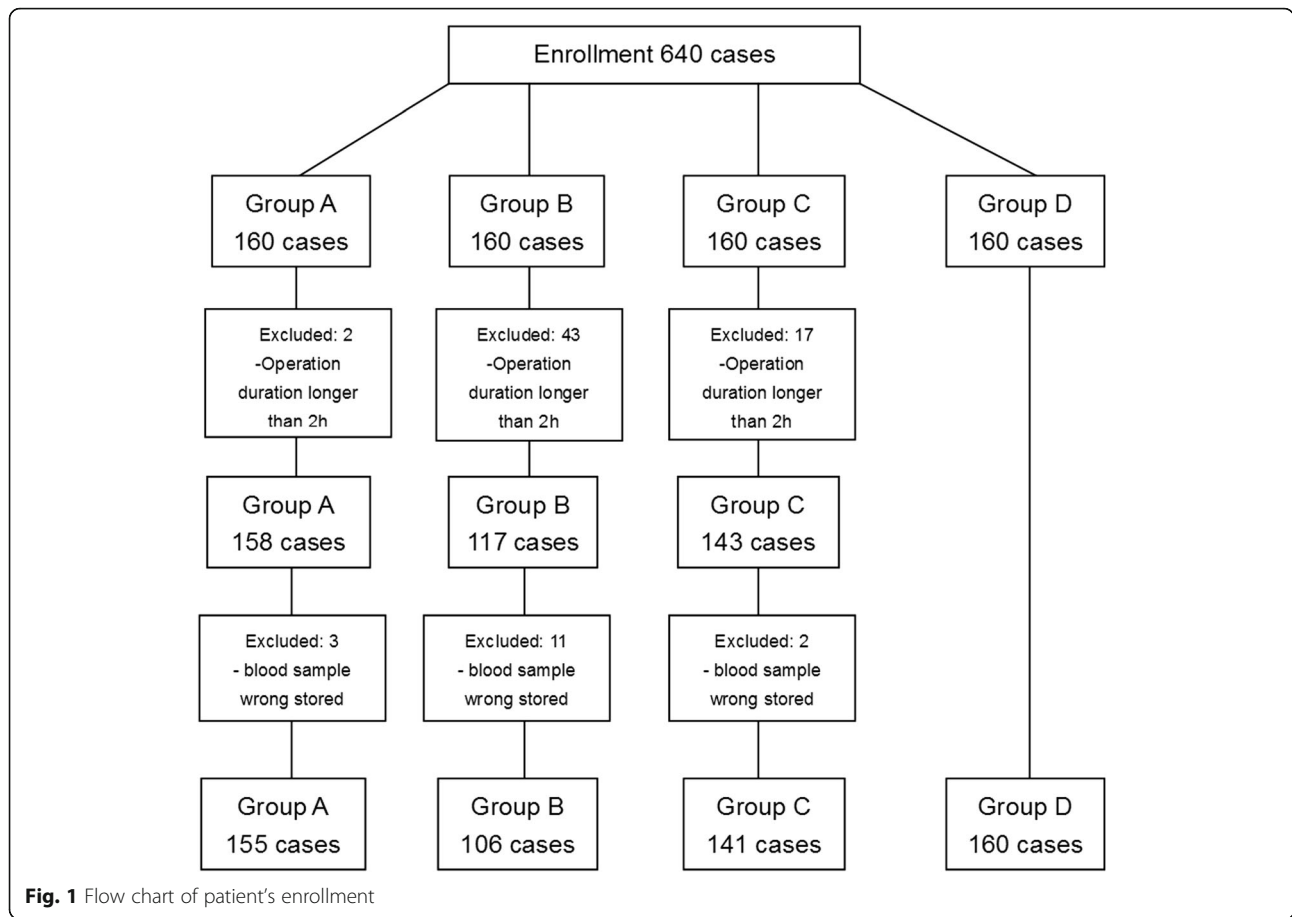 Enrollment 640 cases
Group A
160 cases
Group B
160 cases
Group C
160 cases
Group D
160 cases
Excluded: 2
-Operation
duration longer
than 2h
Excluded: 43
-Operation
duration longer
than 2h
Excluded: 17
-Operation
duration longer
than 2h
Group A
158 cases
Group B
117 cases
Group C
143 cases
Excluded: 3
- blood sample
wrong stored
Excluded: 11
- blood sample
wrong stored
Excluded: 2
- blood sample
wrong stored
Group A
155 cases
Group B
106 cases
Group C
141 cases
Group D
160 cases
Fig. 1 Flow chart of patient’s enrollment